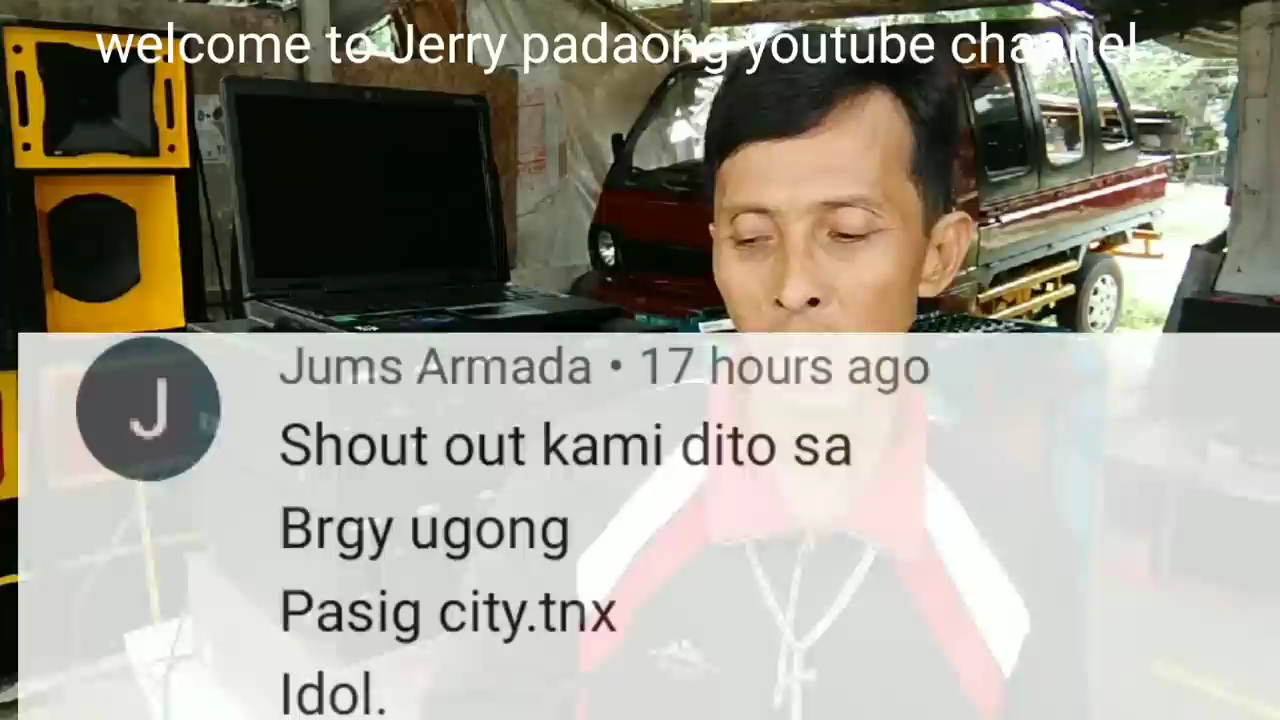 welcome to Jerry padaong youtube channel
J
Jums Armada • 17 hours ago
Shout out kami dito sa
Brgy ugong
Pasig city.tnx
Idol.